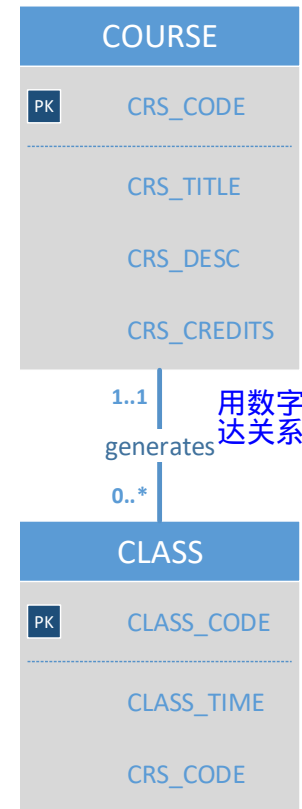 COURSE
PK CRS_CODE
CRS_TITLE
CRS_DESC
CRS_CREDITS
1..1
用数字
generates
达关系
0..*
CLASS
PK CLASS_CODE
CLASS_TIME
CRS_CODE